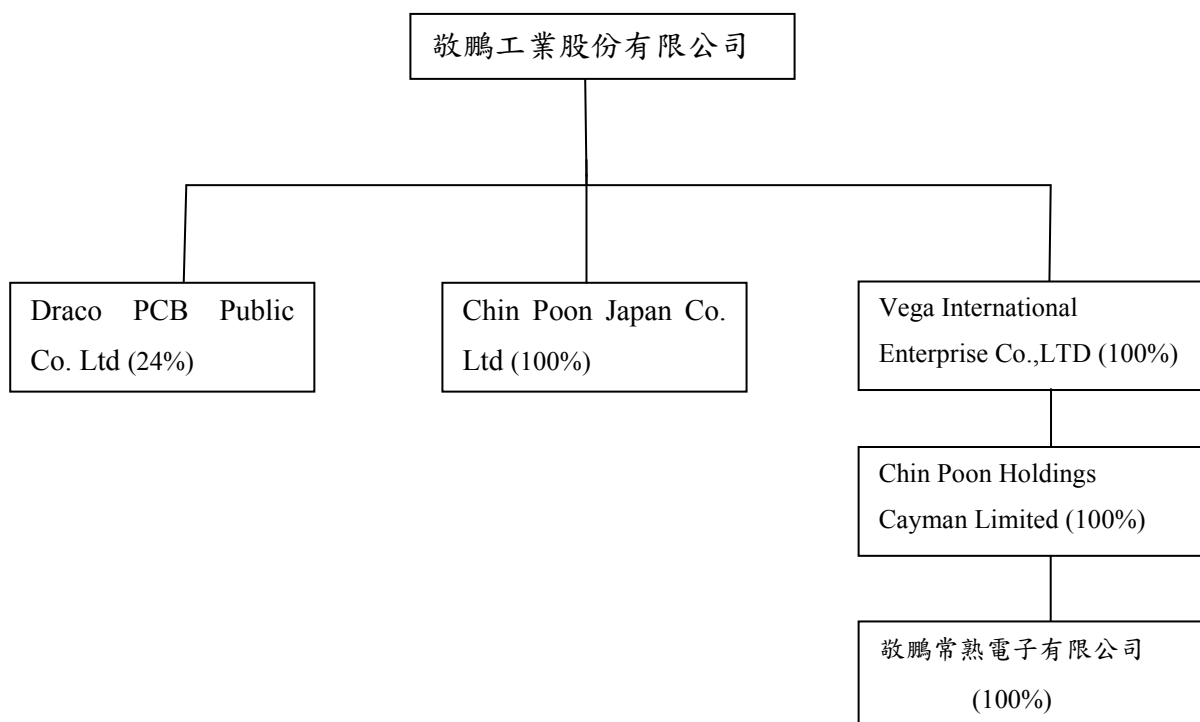 敬鵬工業股份有限公司
Draco PCB Public
Co. Ltd (24%)
Chin Poon Japan Co.
Ltd (100%)
Vega International
Enterprise Co.,LTD (100%)
Chin Poon Holdings
Cayman Limited (100%)
敬鵬常熟電子有限公司
(100%)